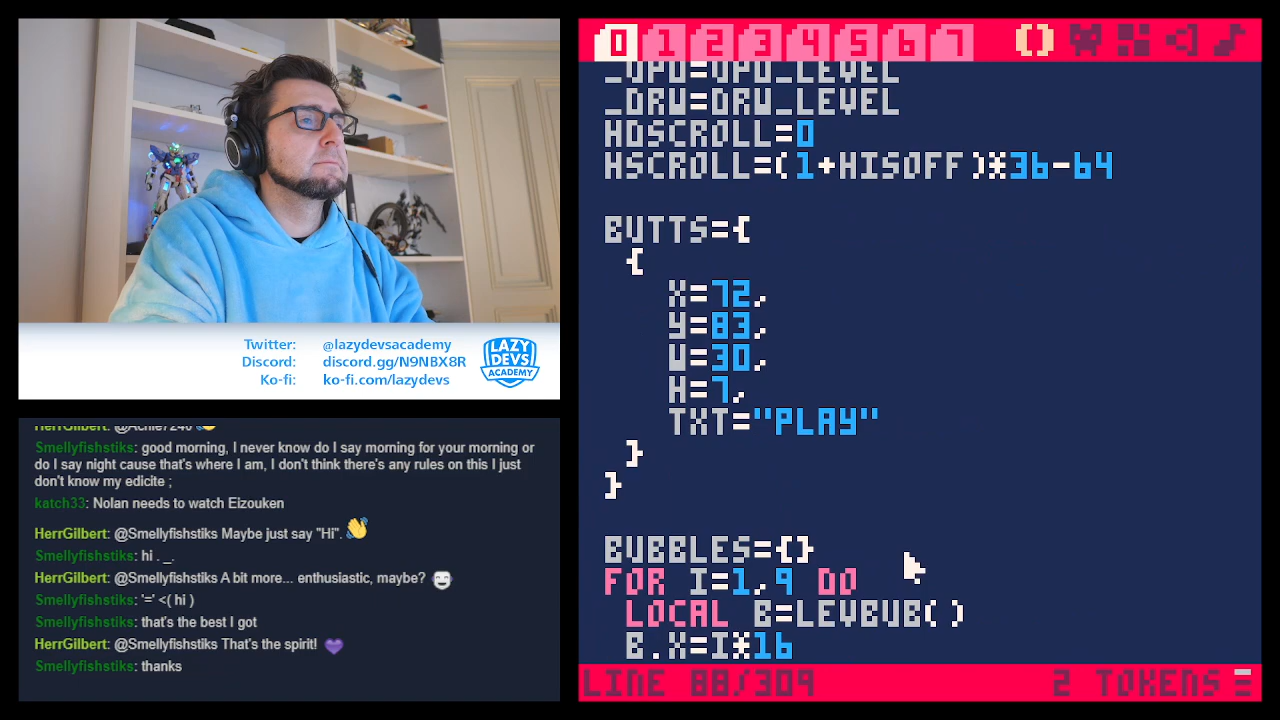 Twitter: @lazydevsacademy
Discord: discord.gg/N9NBX8R
Ko-fi: ko-fi.com/lazydevs
LAZY
DEVS
ACADEMY
Smellyfishstiks: good morning, I never know do I say morning for your morning or
do I say night cause that's where I am, I don't think there's any rules on this I just
don't know my edicite ;
katch33: Nolan needs to watch Eizouken
HerrGilbert: @Smellyfishstiks Maybe just say "Hi". 👋
Smellyfishstiks: hi . _.
HerrGilbert: @Smellyfishstiks A bit more... enthusiastic, maybe?
Smellyfishstiks: '=' <( hi )
Smellyfishstiks: that's the best I got
HerrGilbert: @Smellyfishstiks That's the spirit! 💜
Smellyfishstiks: thanks
0 1 2 3 4 5 6 7 ()
_UPD=UPD_LEVEL
_DRW=DRW_LEVEL
HDSCROLL=0
HSCROLL=(1+HISOFF)*36-64
BUTTS={
{
X=72,
Y=83,
W=30,
H=7,
TXT="PLAY"
}
}
BUBBLES={}
FOR I=1,9 DO
LOCAL B=LEVBUB()
B.X=I*16
LINE 88/309 2 TOKENS